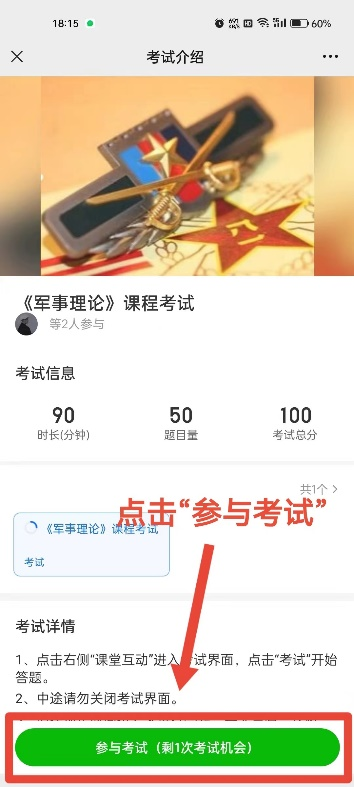 18:15
60%
考试介绍
《军事理论》课程考试
等2人参与
考试信息
90
50
100
时长(分钟)
题目量
考试总分
共1个
点击“参与考试”
《军事理论》课程考试
考试
考试详情
1、点击右侧“课堂互动”进入考试界面，点击“考试”开始
答题。
2、中途请勿关闭考试界面。
参与考试（剩1次考试机会）